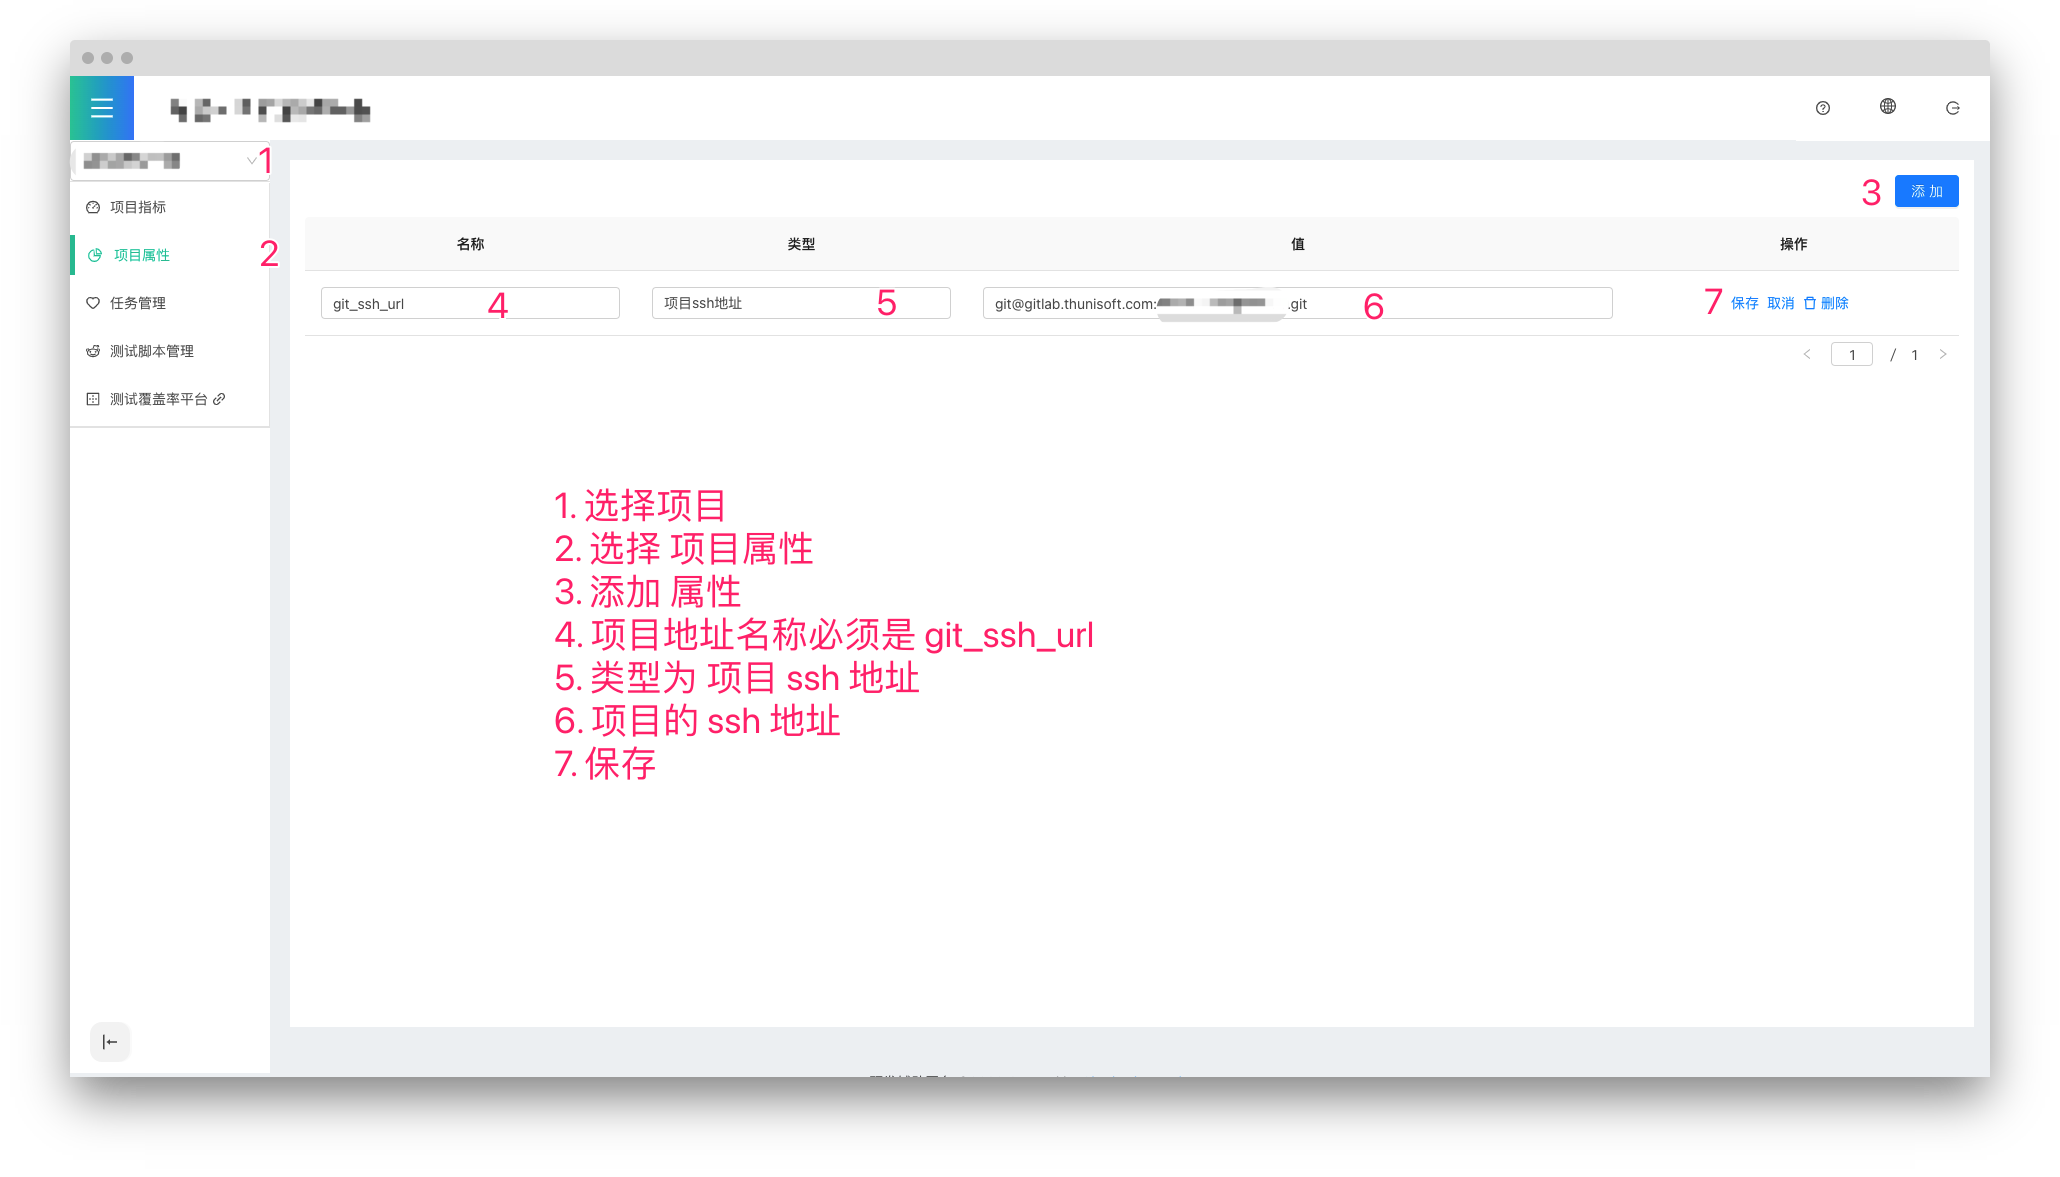 1
项目指标
项目属性 2
任务管理
测试脚本管理
测试覆盖率平台
3 添 加
名称 类型 值 操作
git_ssh_url 4 项目ssh地址 5 git@gitlab.thunisoft.com: .git 6 7 保存 取消 删除
1 / 1
1. 选择项目
2. 选择 项目属性
3. 添加 属性
4. 项目地址名称必须是 git_ssh_url
5. 类型为 项目 ssh 地址
6. 项目的 ssh 地址
7. 保存